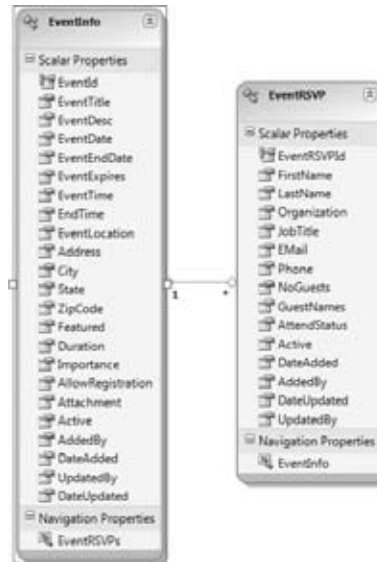 EventInfo
Scalar Properties
EventId
EventTitle
EventDesc
EventDate
EventEndDate
EventExpires
EventTime
EndTime
EventLocation
Address
City
State
ZipCode
Featured
Duration
Importance
AllowRegistration
Attachment
Active
AddedBy
DateAdded
UpdatedBy
DateUpdated
Navigation Properties
EventRSVPs
1
*
EventRSVP
Scalar Properties
EventRSVPId
FirstName
LastName
Organization
JobTitle
EMail
Phone
NoGuests
GuestNames
AttendStatus
Active
DateAdded
AddedBy
DateUpdated
UpdatedBy
Navigation Properties
EventInfo